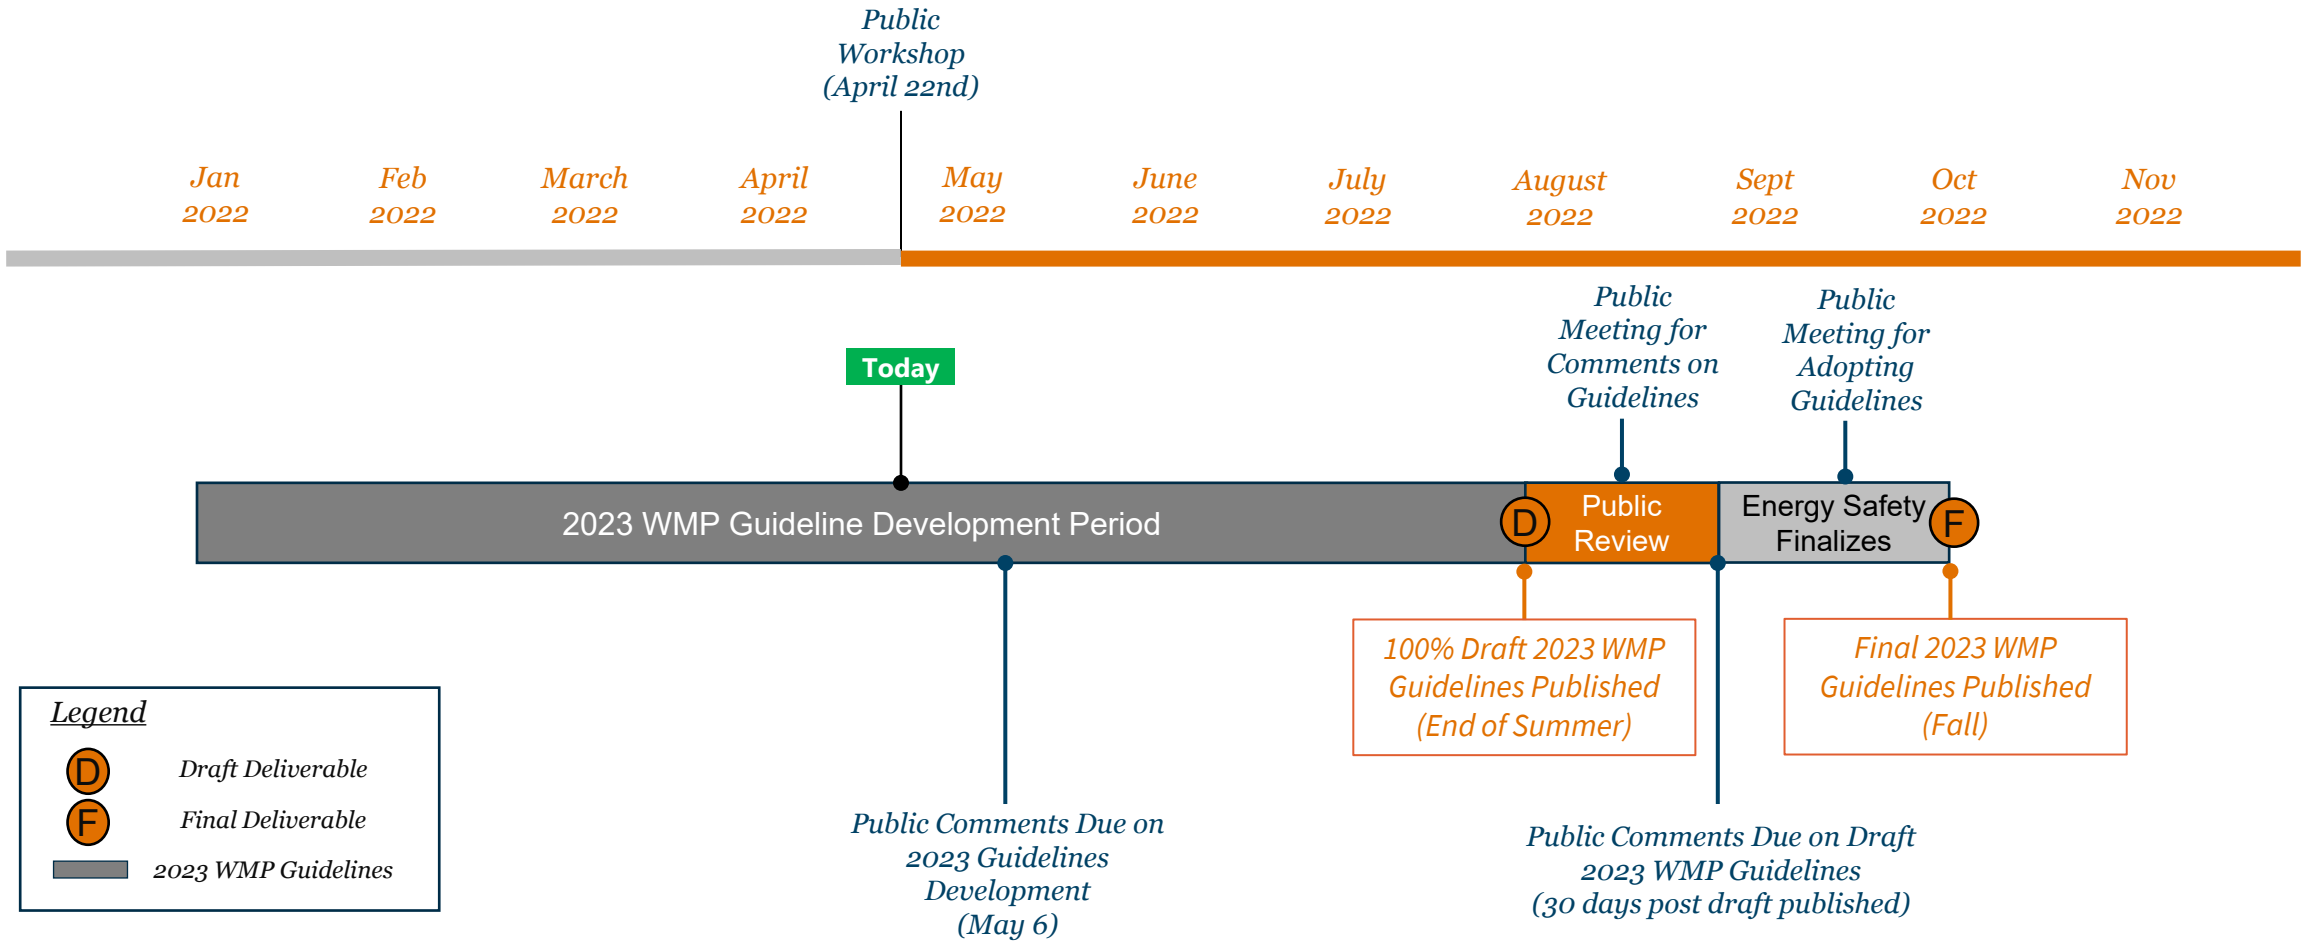 Public
Workshop
(April 22nd)
Jan
2022
Feb
2022
March
2022
April
2022
May
2022
June
2022
July
2022
August
2022
Sept
2022
Oct
2022
Nov
2022
Today
Public
Meeting for
Comments on
Guidelines
Public
Meeting for
Adopting
Guidelines
2023 WMP Guideline Development Period
D
Public
Review
Energy Safety
Finalizes
F
100% Draft 2023 WMP
Guidelines Published
(End of Summer)
Final 2023 WMP
Guidelines Published
(Fall)
Legend
D
Draft Deliverable
F
Final Deliverable
2023 WMP Guidelines
Public Comments Due on
2023 Guidelines
Development
(May 6)
Public Comments Due on Draft
2023 WMP Guidelines
(30 days post draft published)